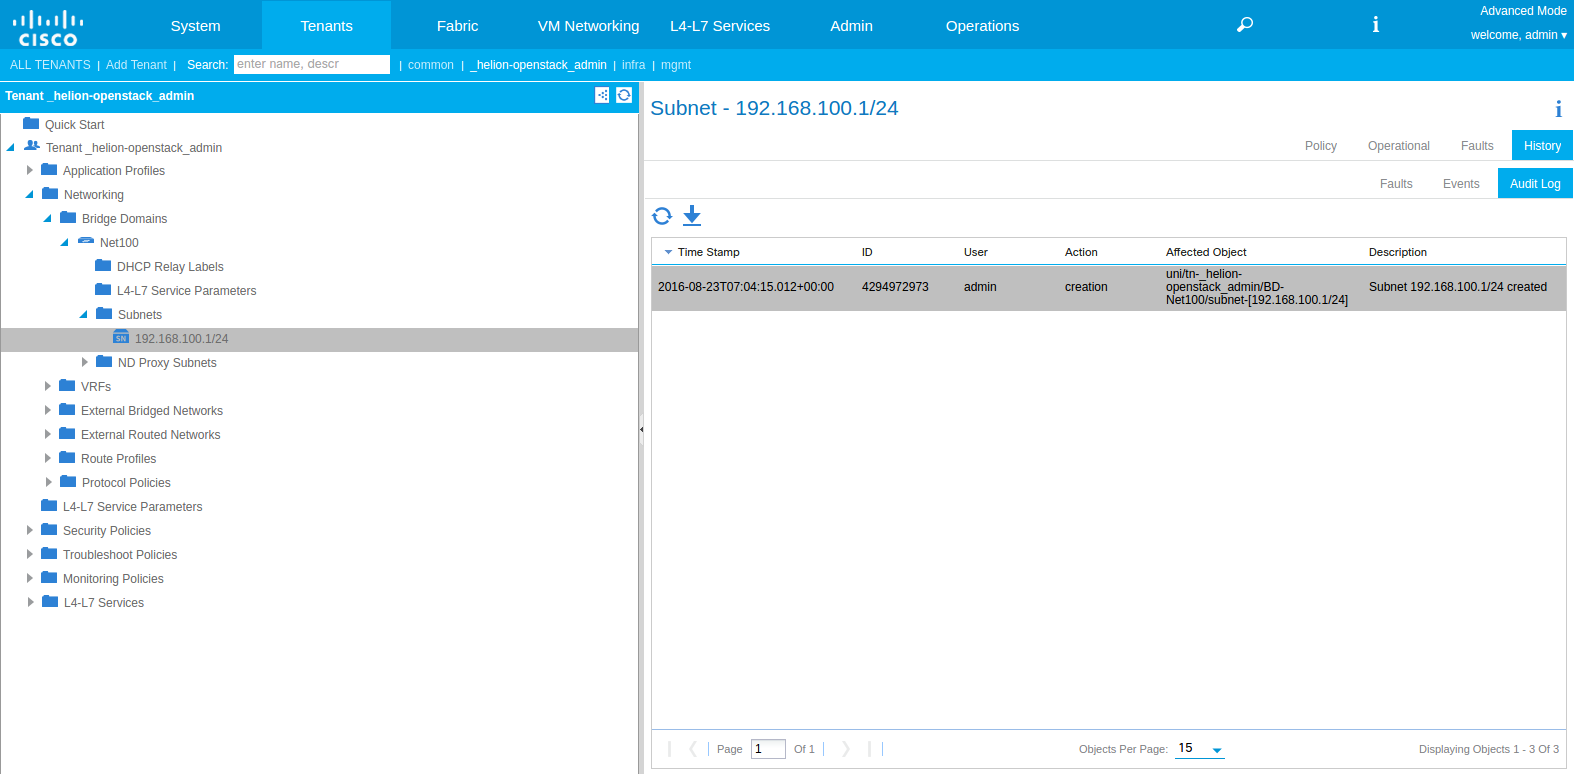 CISCO
System Tenants Fabric VM Networking L4-L7 Services Admin Operations
Advanced Mode
welcome, admin ▾
ALL TENANTS | Add Tenant | Search: enter name, descr | common | _helion-openstack_admin | infra | mgmt
Tenant _helion-openstack_admin
Quick Start
Tenant _helion-openstack_admin
Application Profiles
Networking
Bridge Domains
Net100
DHCP Relay Labels
L4-L7 Service Parameters
Subnets
SN 192.168.100.1/24
ND Proxy Subnets
VRFs
External Bridged Networks
External Routed Networks
Route Profiles
Protocol Policies
L4-L7 Service Parameters
Security Policies
Troubleshoot Policies
Monitoring Policies
L4-L7 Services
Subnet - 192.168.100.1/24
Policy Operational Faults History
Faults Events Audit Log
Time Stamp ID User Action Affected Object Description
2016-08-23T07:04:15.012+00:00 4294972973 admin creation
uni/tn-_helion-
openstack_admin/BD-
Net100/subnet-[192.168.100.1/24]
Subnet 192.168.100.1/24 created
Page 1 Of 1 Objects Per Page: 15 Displaying Objects 1 - 3 Of 3